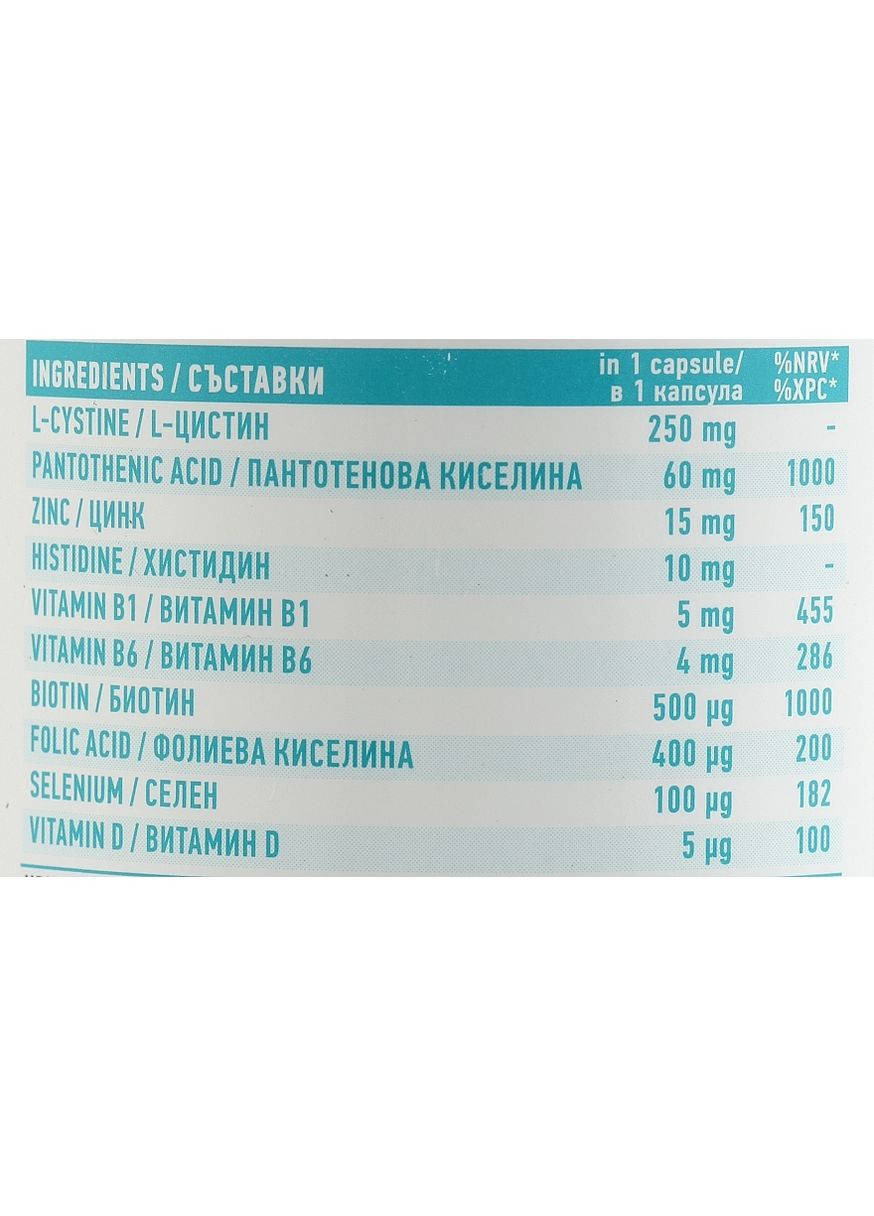 INGREDIENTS / СЪСТАВКИ in 1 capsule/ %NRV*
в 1 капсула %ХРС*
L-CYSTINE / L-ЦИСТИН 250 mg -
PANTOTHENIC ACID / ПАНТОТЕНОВА КИСЕЛИНА 60 mg 1000
ZINC / ЦИНК 15 mg 150
HISTIDINE / ХИСТИДИН 10 mg -
VITAMIN B1 / ВИТАМИН B1 5 mg 455
VITAMIN B6 / ВИТАМИН B6 4 mg 286
BIOTIN / БИОТИН 500 µg 1000
FOLIC ACID / ФОЛИЕВА КИСЕЛИНА 400 µg 200
SELENIUM / СЕЛЕН 100 µg 182
VITAMIN D / ВИТАМИН D 5 µg 100